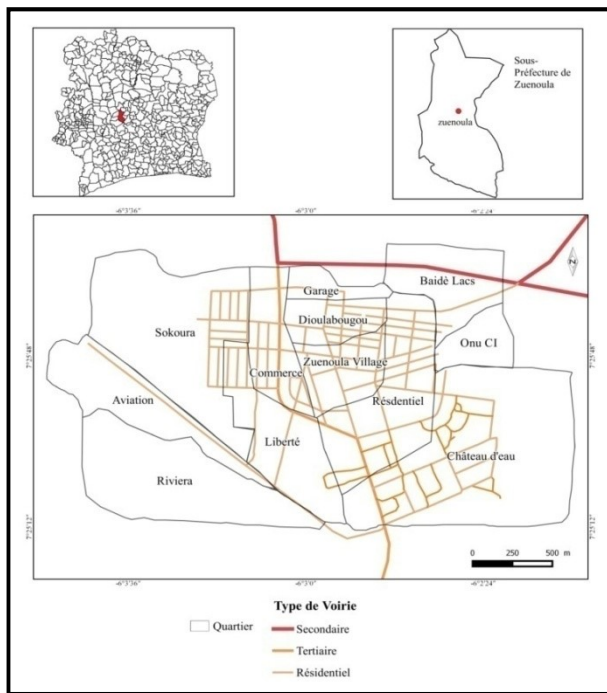 Sous-
Préfecture de
Zuenoula
zuenoula
-6°3'36" -6°3'0" -6°2'24"
7°25'48" 7°25'48"
7°25'12" 7°25'12"
N
Baidè Lacs
Garage
Dioulabougou
Sokoura
Onu CI
Zuenoula Village
Commerce
Aviation
Résdentiel
Liberté
Château d'eau
Riviera
0 250 500 m
-6°3'36" -6°3'0" -6°2'24"
Type de Voirie
Quartier
Secondaire
Tertiaire
Résidentiel